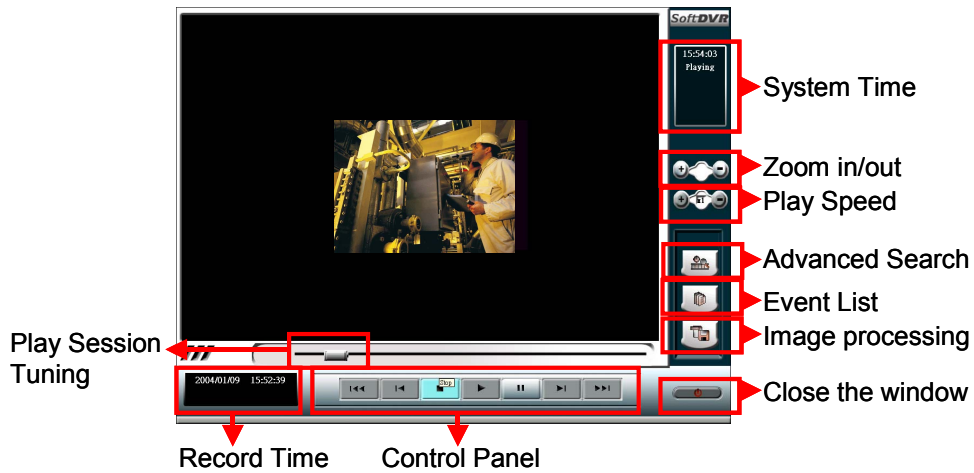 SoftDVR
15:54:03
Playing
System Time
Zoom in/out
Play Speed
Advanced Search
Event List
Image processing
Play Session
Tuning
2004/01/09 15:52:39
Stop
Close the window
Record Time
Control Panel